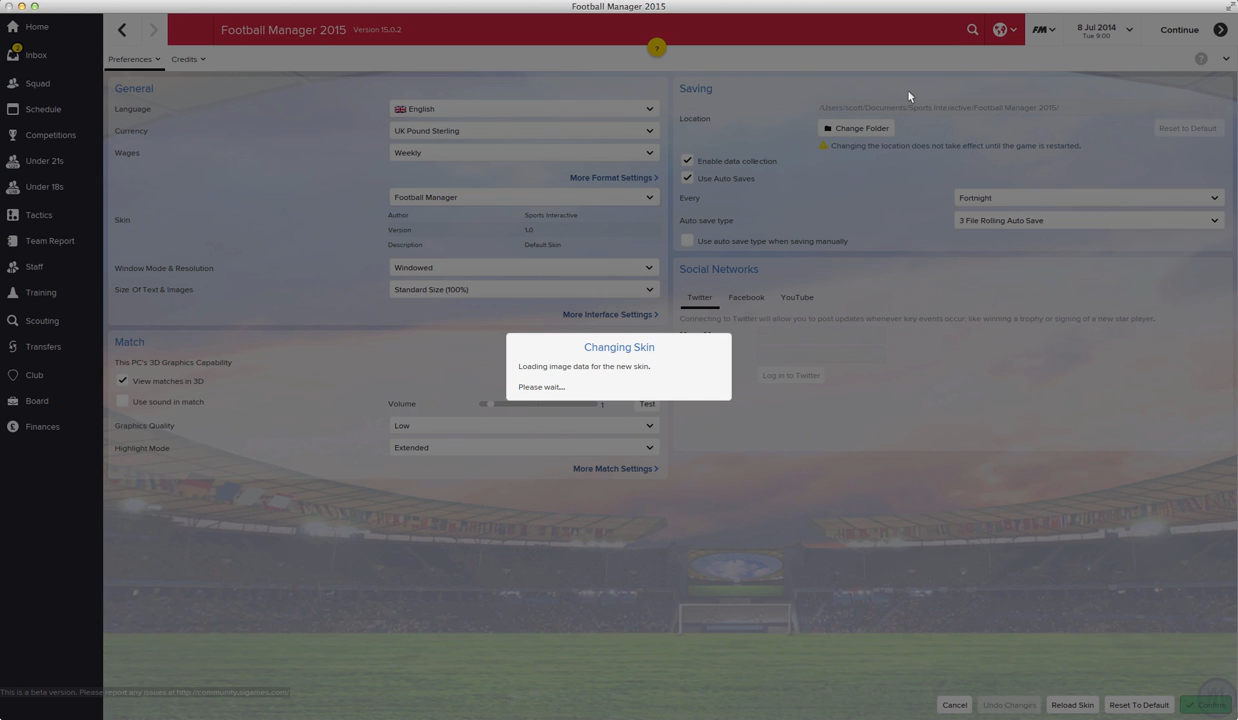 Football Manager 2015
Home
Football Manager 2015 Version 15.0.2
FM
8 Jul 2014
Tue 9:00
Continue
2
Inbox
?
Preferences
Credits
?
Squad
Schedule
Competitions
Under 21s
Under 18s
Tactics
Team Report
Staff
Training
Scouting
Transfers
Club
Board
Finances
General
Language
English
Currency
UK Pound Sterling
Wages
Weekly
More Format Settings >
Skin
Football Manager
Author Sports Interactive
Version 1.0
Description Default Skin
Window Mode & Resolution
Windowed
Size Of Text & Images
Standard Size (100%)
More Interface Settings >
Match
This PC's 3D Graphics Capability
View matches in 3D
Use sound in match
Volume
1
Test
Graphics Quality
Low
Highlight Mode
Extended
More Match Settings >
Saving
/Users/scott/Documents/Sports Interactive/Football Manager 2015/
Location
Change Folder
Reset to Default
Changing the location does not take effect until the game is restarted.
Enable data collection
Use Auto Saves
Every
Fortnight
Auto save type
3 File Rolling Auto Save
Use auto save type when saving manually
Social Networks
Twitter
Facebook
YouTube
Connecting to Twitter will allow you to post updates whenever key events occur, like winning a trophy or signing of a new star player.
Log in to Twitter
Changing Skin
Loading image data for the new skin.
Please wait...
This is a beta version. Please report any issues at http://community.sigames.com/
Cancel
Undo Changes
Reload Skin
Reset To Default
Confirm